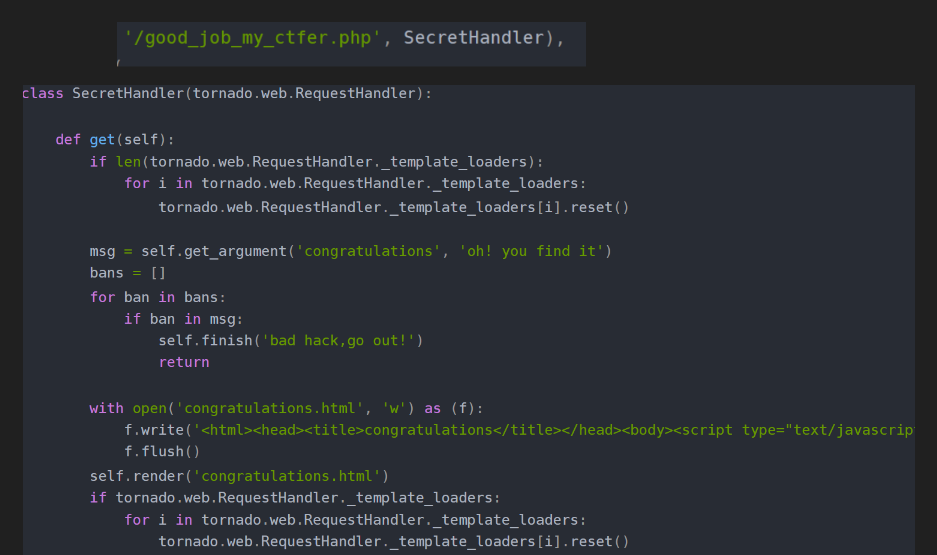 '/good_job_my_ctfer.php', SecretHandler),
class SecretHandler(tornado.web.RequestHandler):
def get(self):
if len(tornado.web.RequestHandler._template_loaders):
for i in tornado.web.RequestHandler._template_loaders:
tornado.web.RequestHandler._template_loaders[i].reset()
msg = self.get_argument('congratulations', 'oh! you find it')
bans = []
for ban in bans:
if ban in msg:
self.finish('bad hack,go out!')
return
with open('congratulations.html', 'w') as (f):
f.write('<html><head><title>congratulations</title></head><body><script type="text/javascrip
f.flush()
self.render('congratulations.html')
if tornado.web.RequestHandler._template_loaders:
for i in tornado.web.RequestHandler._template_loaders:
tornado.web.RequestHandler._template_loaders[i].reset()